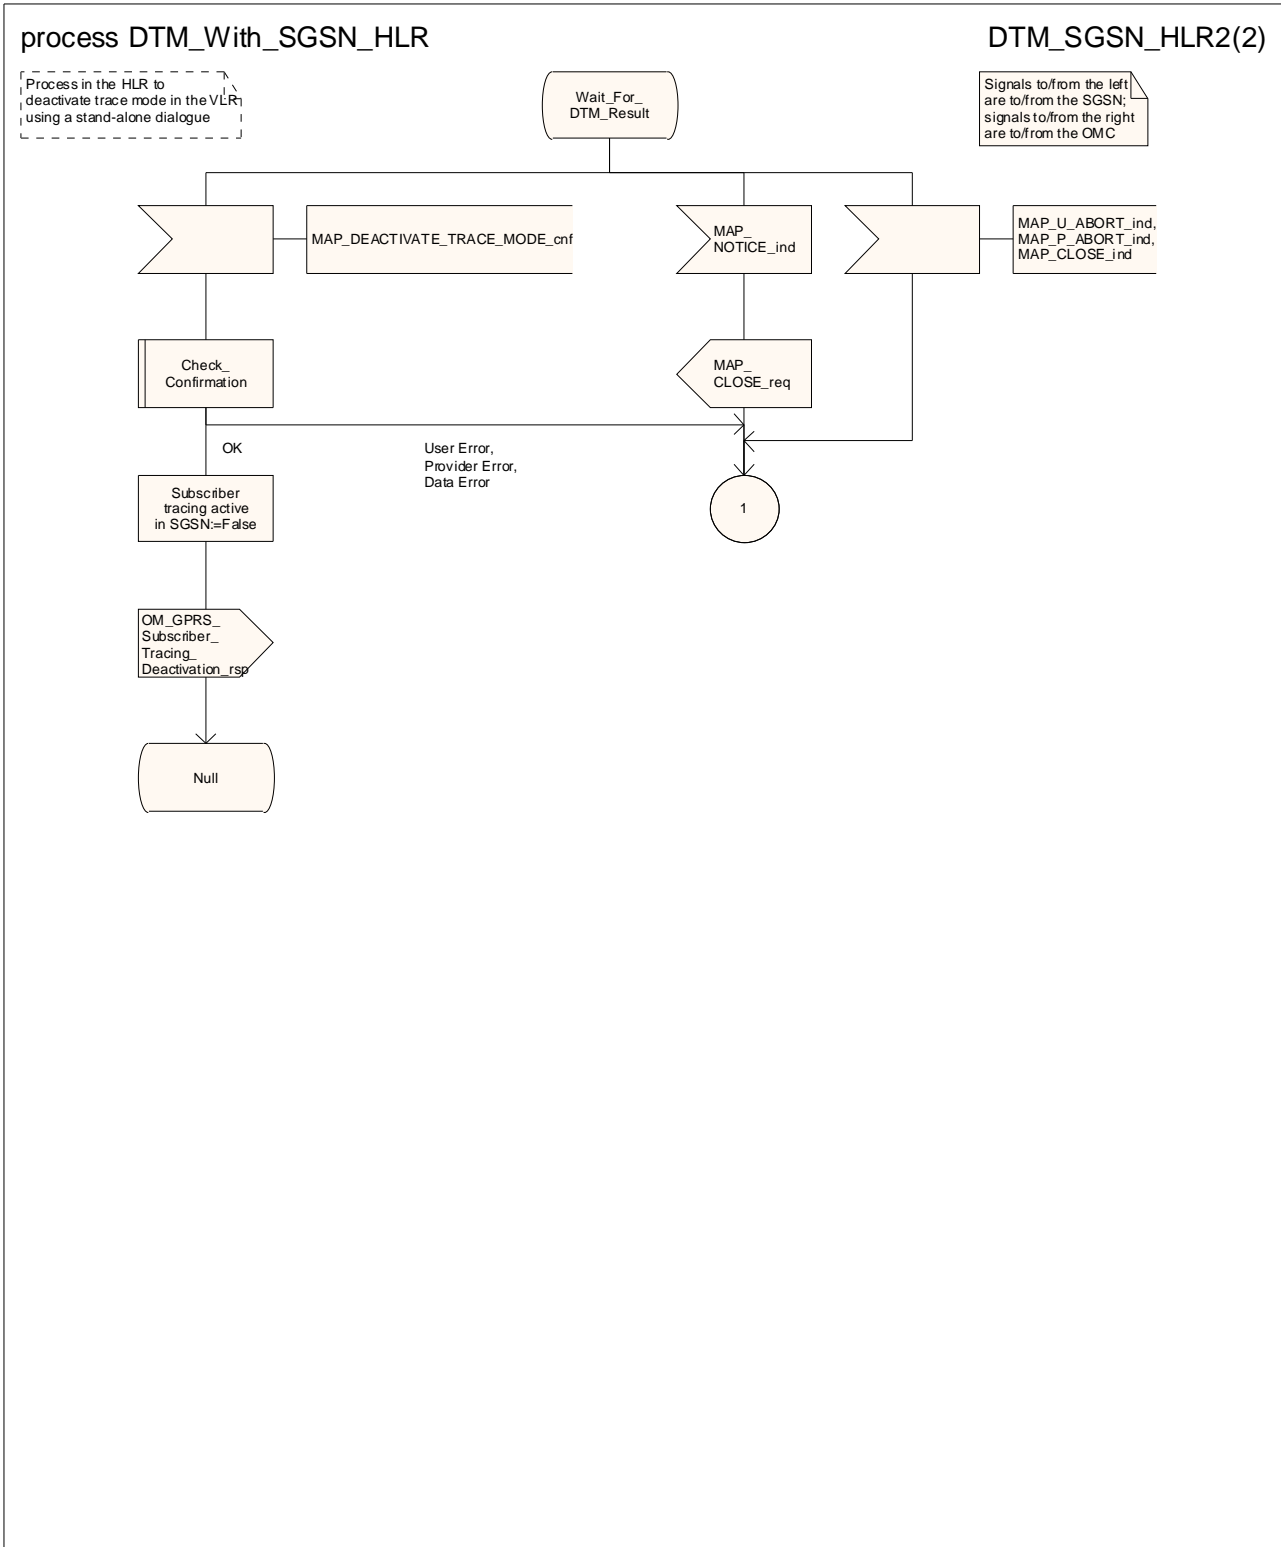 process DTM_With_SGSN_HLR
DTM_SGSN_HLR2(2)
Process in the HLR to
deactivate trace mode in the VLR
using a stand-alone dialogue
Wait_For_
DTM_Result
Signals to/from the left
are to/from the SGSN;
signals to/from the right
are to/from the OMC
MAP_DEACTIVATE_TRACE_MODE_cnf
MAP_
NOTICE_ind
MAP_U_ABORT_ind,
MAP_P_ABORT_ind,
MAP_CLOSE_ind
Check_
Confirmation
MAP_
CLOSE_req
OK
User Error,
Provider Error,
Data Error
Subscriber
tracing active
in SGSN:=False
1
OM_GPRS_
Subscriber_
Tracing_
Deactivation_rsp
Null